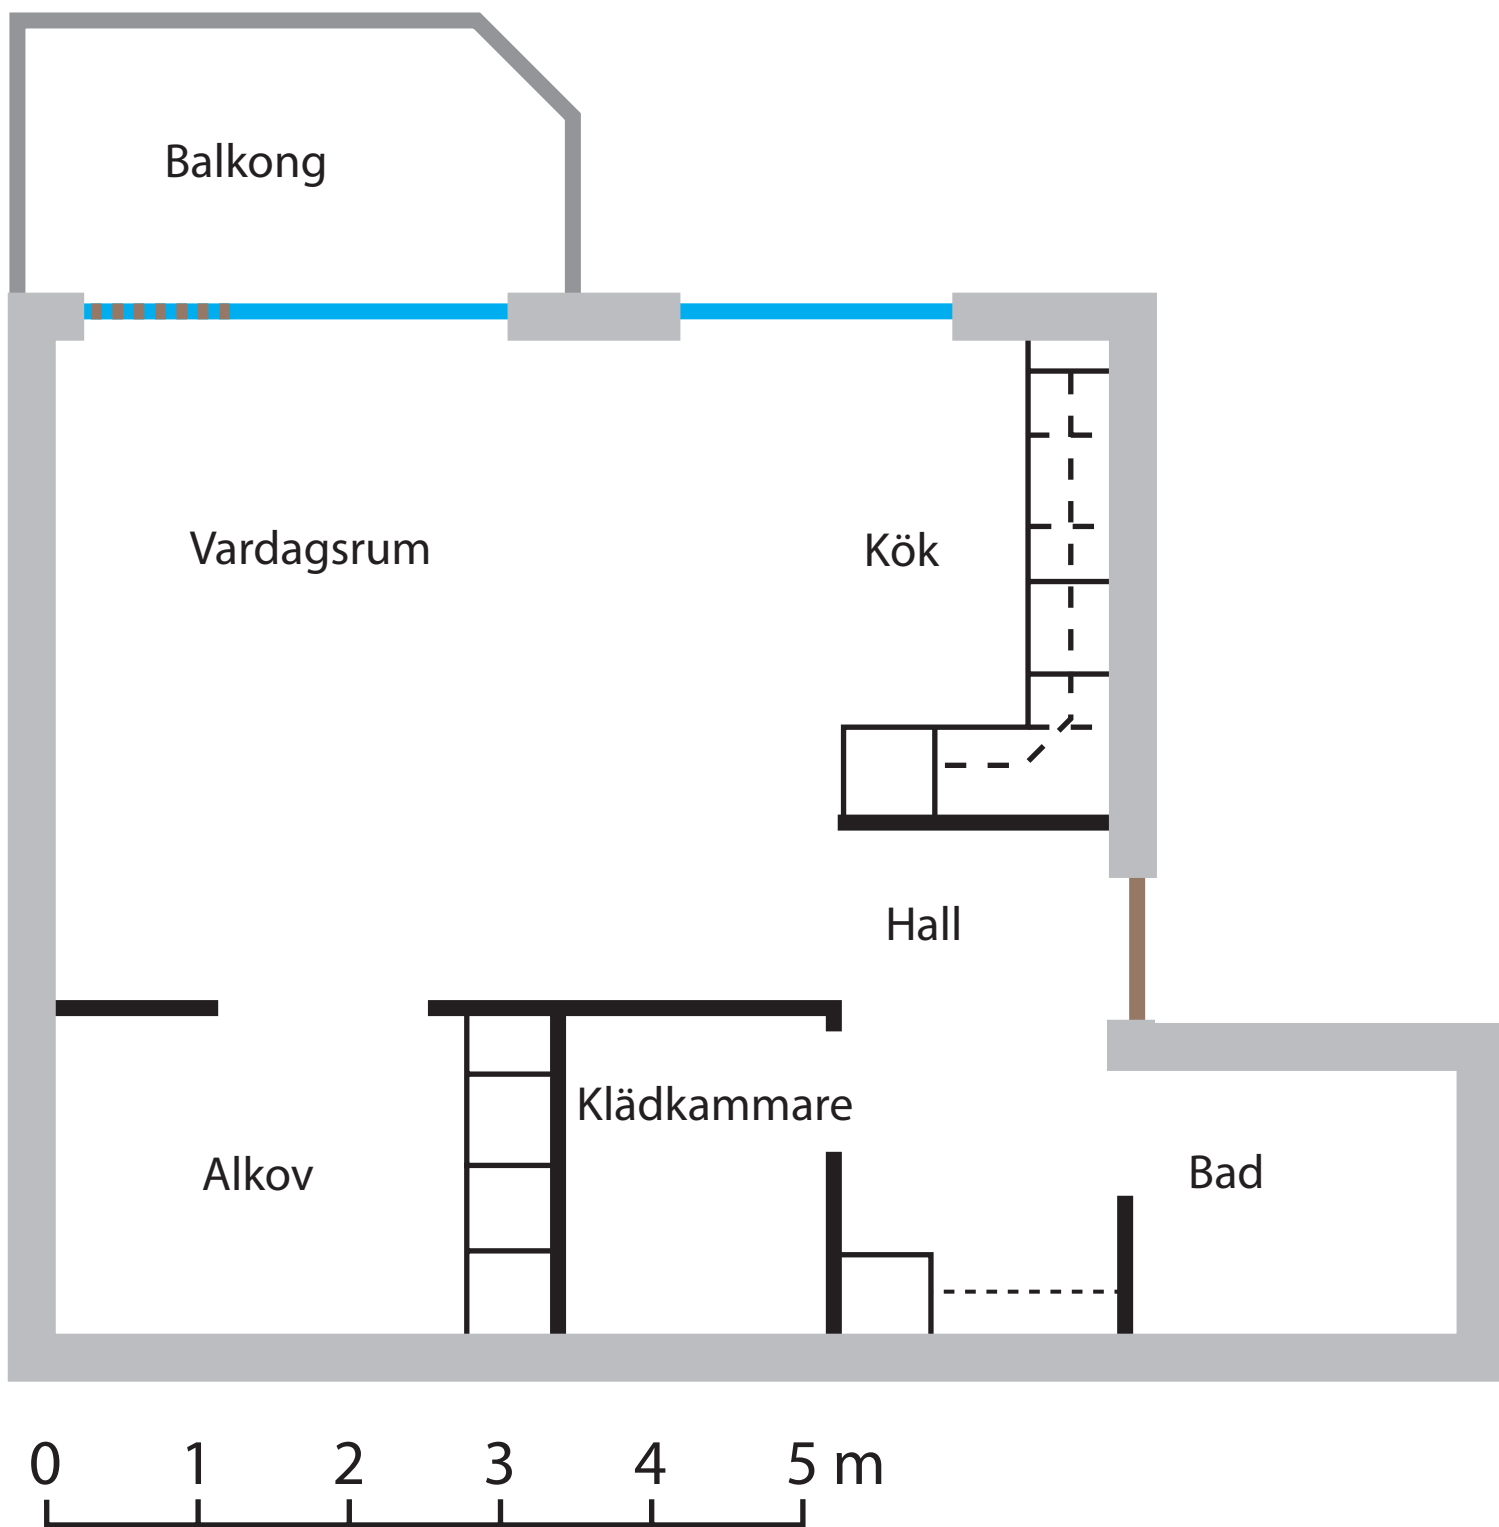 Balkong
Vardagsrum
Kök
Hall
Klädkammare
Alkov
Bad
0 1 2 3 4 5 m